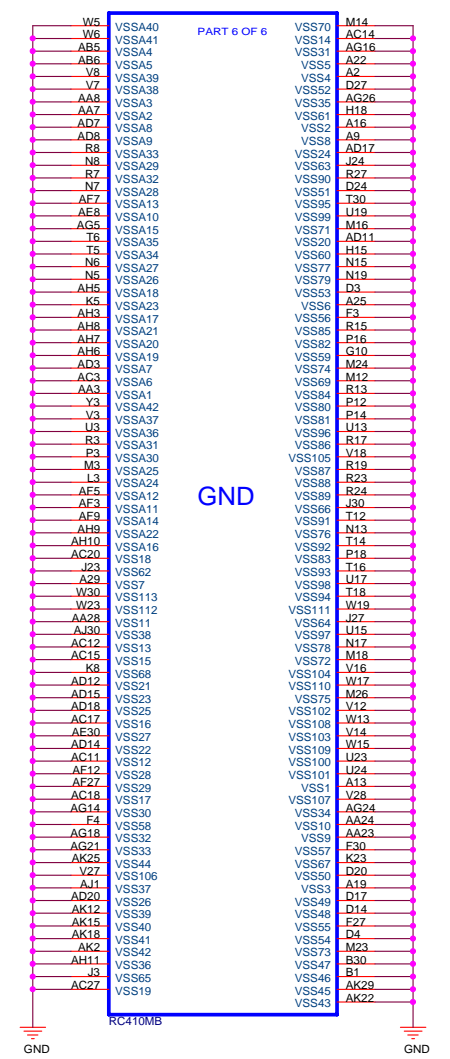 PART 6 OF 6
W5 VSSA40 VSS70 M14
W6 VSSA41 VSS14 AC14
AB5 VSSA4 VSS31 AG16
AB6 VSSA5 VSS5 A22
V8 VSSA39 VSS4 A2
V7 VSSA38 VSS52 D27
AA8 VSSA3 VSS35 AG26
AA7 VSSA2 VSS61 H18
AD7 VSSA8 VSS2 A16
AD8 VSSA9 VSS8 A9
R8 VSSA33 VSS24 AD17
N8 VSSA29 VSS63 J24
R7 VSSA32 VSS90 R27
N7 VSSA28 VSS51 D24
AF7 VSSA13 VSS95 T30
AE8 VSSA10 VSS99 U19
AG5 VSSA15 VSS71 M16
T6 VSSA35 VSS20 AD11
T5 VSSA34 VSS60 H15
N6 VSSA27 VSS77 N15
N5 VSSA26 VSS79 N19
AH5 VSSA18 VSS53 D3
K5 VSSA23 VSS6 A25
AH3 VSSA17 VSS56 F3
AH8 VSSA21 VSS85 R15
AH7 VSSA20 VSS82 P16
AH6 VSSA19 VSS59 G10
AD3 VSSA7 VSS74 M24
AC3 VSSA6 VSS69 M12
AA3 VSSA1 VSS84 R13
Y3 VSSA42 VSS80 P12
V3 VSSA37 VSS81 P14
U3 VSSA36 VSS96 U13
R3 VSSA31 VSS86 R17
P3 VSSA30 VSS105 V18
M3 VSSA25 VSS87 R19
L3 VSSA24 VSS88 R23
AF5 VSSA12 VSS89 R24
AF3 VSSA11 VSS66 J30
AF9 VSSA14 VSS91 T12
AH9 VSSA22 VSS76 N13
AH10 VSSA16 VSS92 T14
AC20 VSS18 VSS83 P18
J23 VSS62 VSS93 T16
A29 VSS7 VSS98 U17
W30 VSS113 VSS94 T18
W23 VSS112 VSS111 W19
AA28 VSS11 VSS64 J27
AJ30 VSS38 VSS97 U15
AC12 VSS13 VSS78 N17
AC15 VSS15 VSS72 M18
K8 VSS68 VSS104 V16
AD12 VSS21 VSS110 W17
AD15 VSS23 VSS75 M26
AD18 VSS25 VSS102 V12
AC17 VSS16 VSS108 W13
AE30 VSS27 VSS103 V14
AD14 VSS22 VSS109 W15
AC11 VSS12 VSS100 U23
AF12 VSS28 VSS101 U24
AF27 VSS29 VSS1 A13
AC18 VSS17 VSS107 V28
AG14 VSS30 VSS34 AG24
F4 VSS58 VSS10 AA24
AG18 VSS32 VSS9 AA23
AG21 VSS33 VSS57 F30
AK25 VSS44 VSS67 K23
V27 VSS106 VSS50 D20
AJ1 VSS37 VSS3 A19
AD20 VSS26 VSS49 D17
AK12 VSS39 VSS48 D14
AK15 VSS40 VSS55 F27
AK18 VSS41 VSS54 D4
AK2 VSS42 VSS73 M23
AH11 VSS36 VSS47 B30
J3 VSS65 VSS46 B1
AC27 VSS19 VSS45 AK29
VSS43 AK22
GND
RC410MB
GND GND